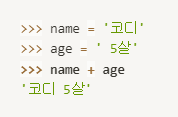 >>> name = '코디'
>>> age = ' 5살'
>>> name + age
'코디 5살'